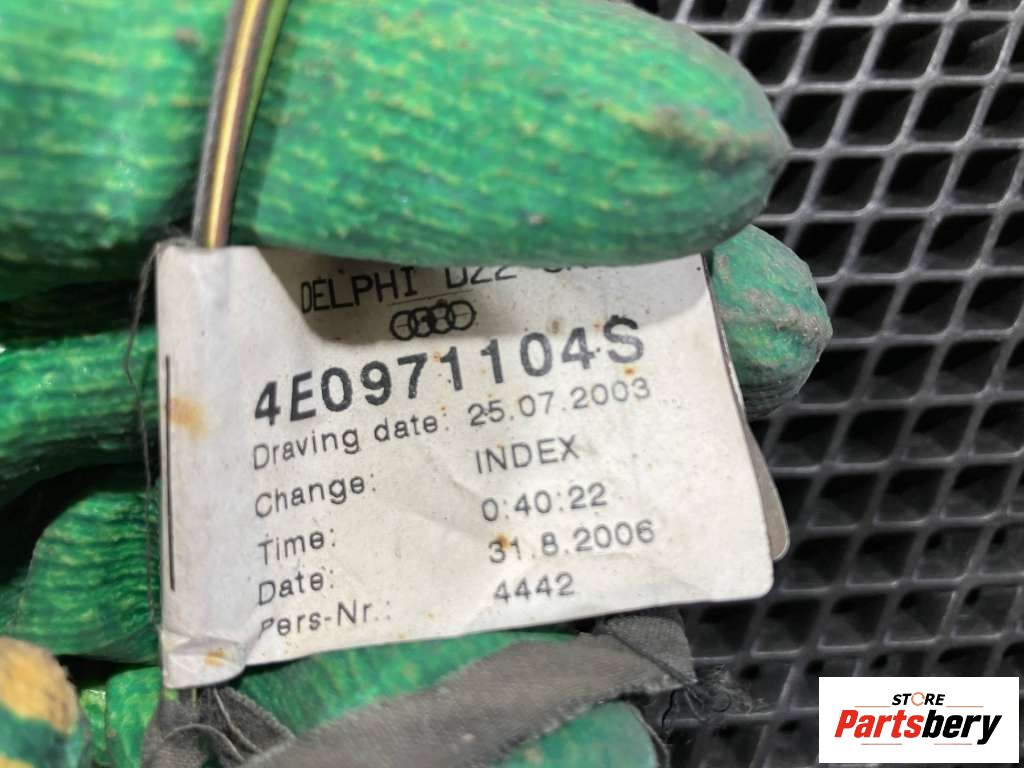 DELPHI DZZ
4E0971104S
Draving date: 25.07.2003
Change: INDEX
Time: 0:40:22
Date: 31.8.2006
Pers-Nr.: 4442
STORE
Partsbery